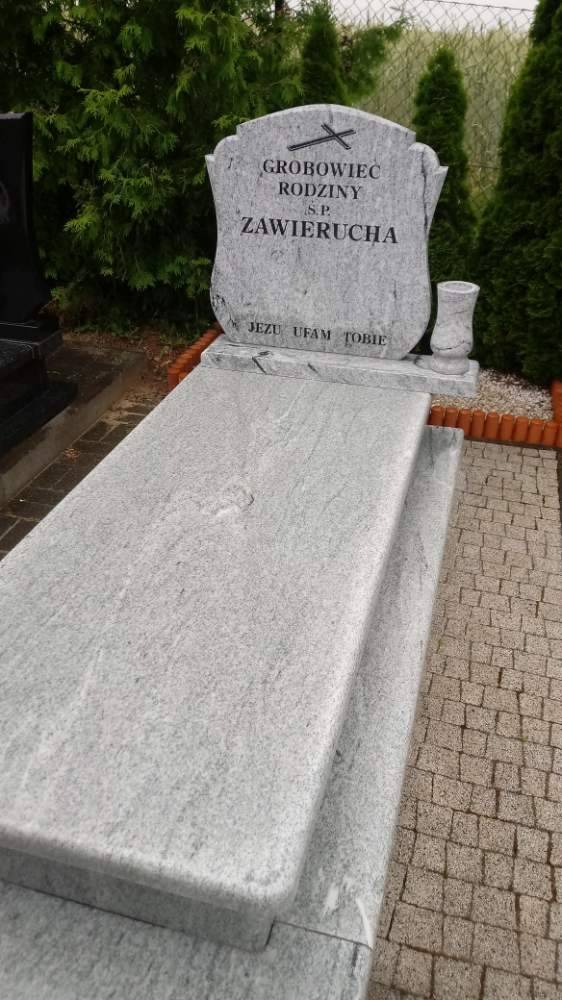 GROBOWIEC
RODZINY
Ś.P.
ZAWIERUCHA
JEZU UFAM TOBIE